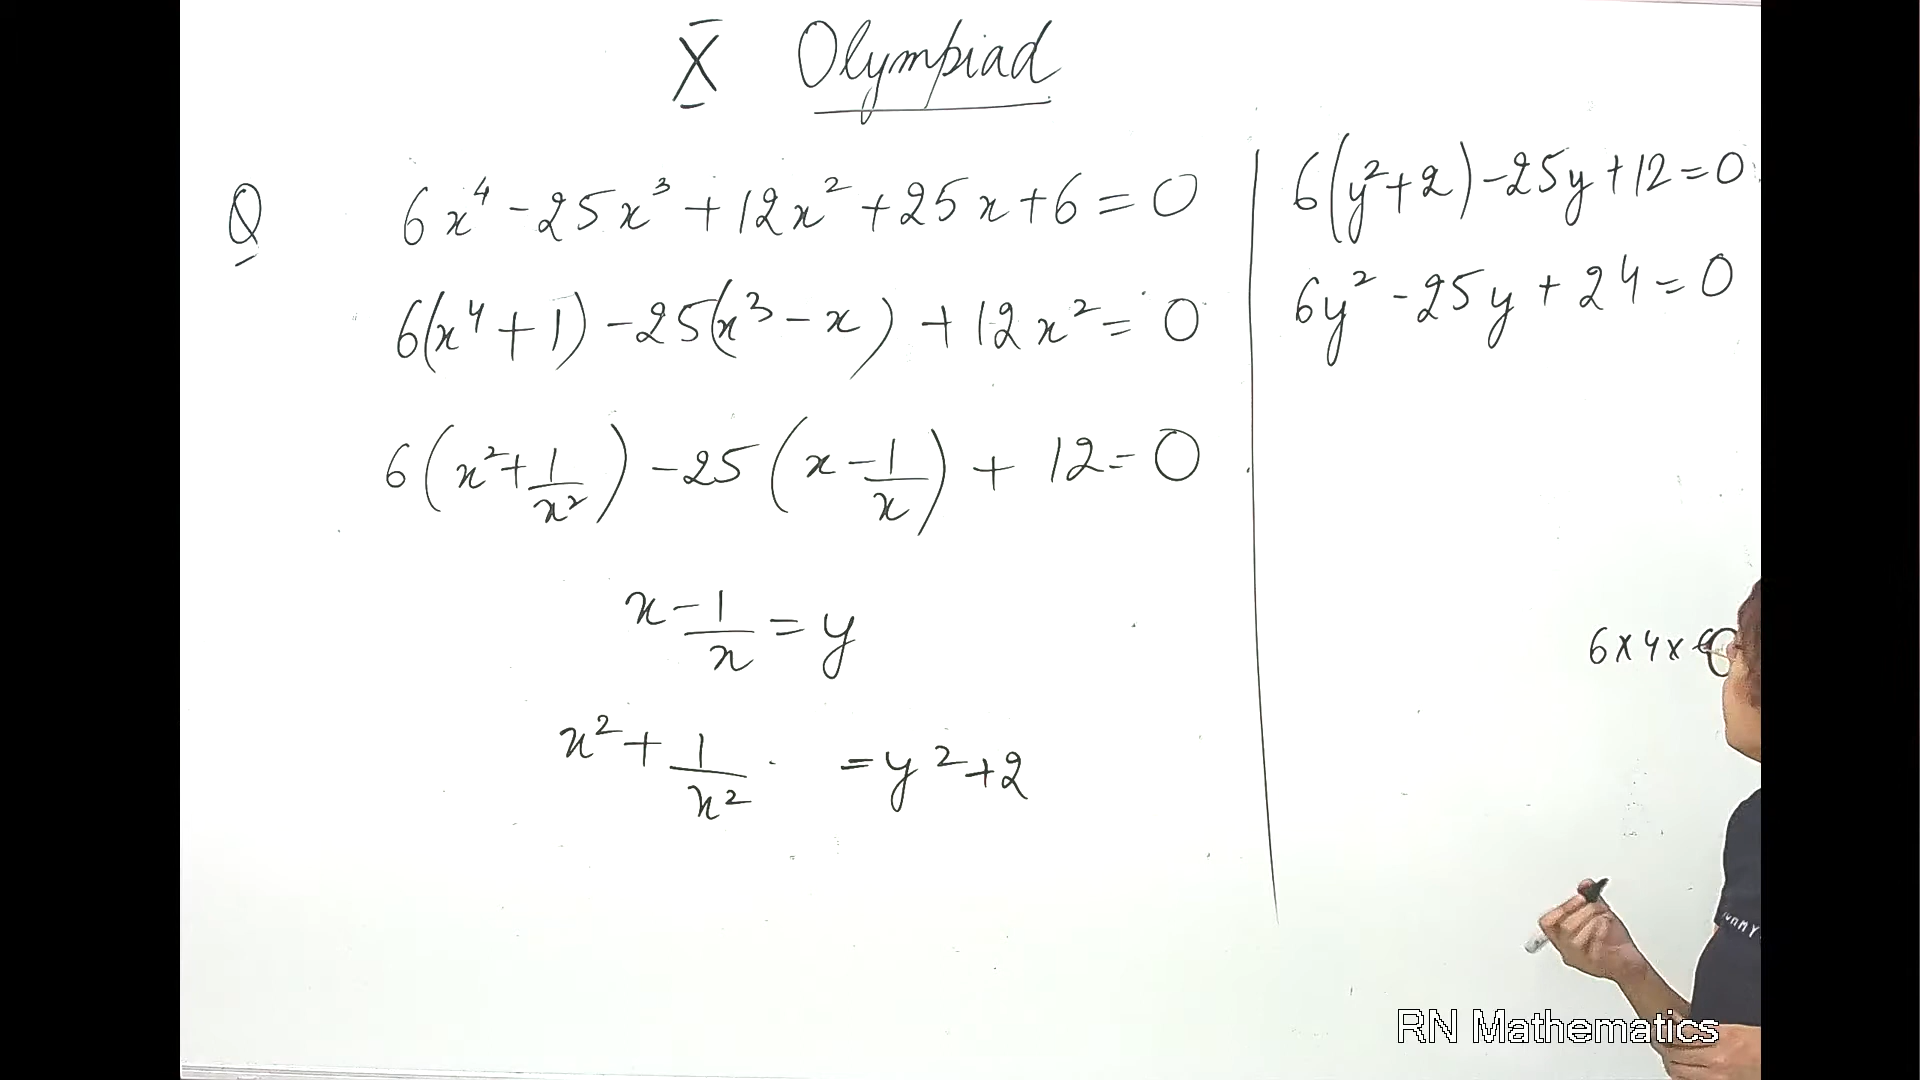 X Olympiad
Q 6x⁴ - 25x³ + 12x² + 25x + 6 = 0
6(x⁴ + 1) - 25(x³ - x) + 12x² = 0
6(x² + 1/x²) - 25(x - 1/x) + 12 = 0
x - 1/x = y
x² + 1/x² = y² + 2
6(y² + 2) - 25y + 12 = 0
6y² - 25y + 24 = 0
6 x 4 x
RN Mathematics